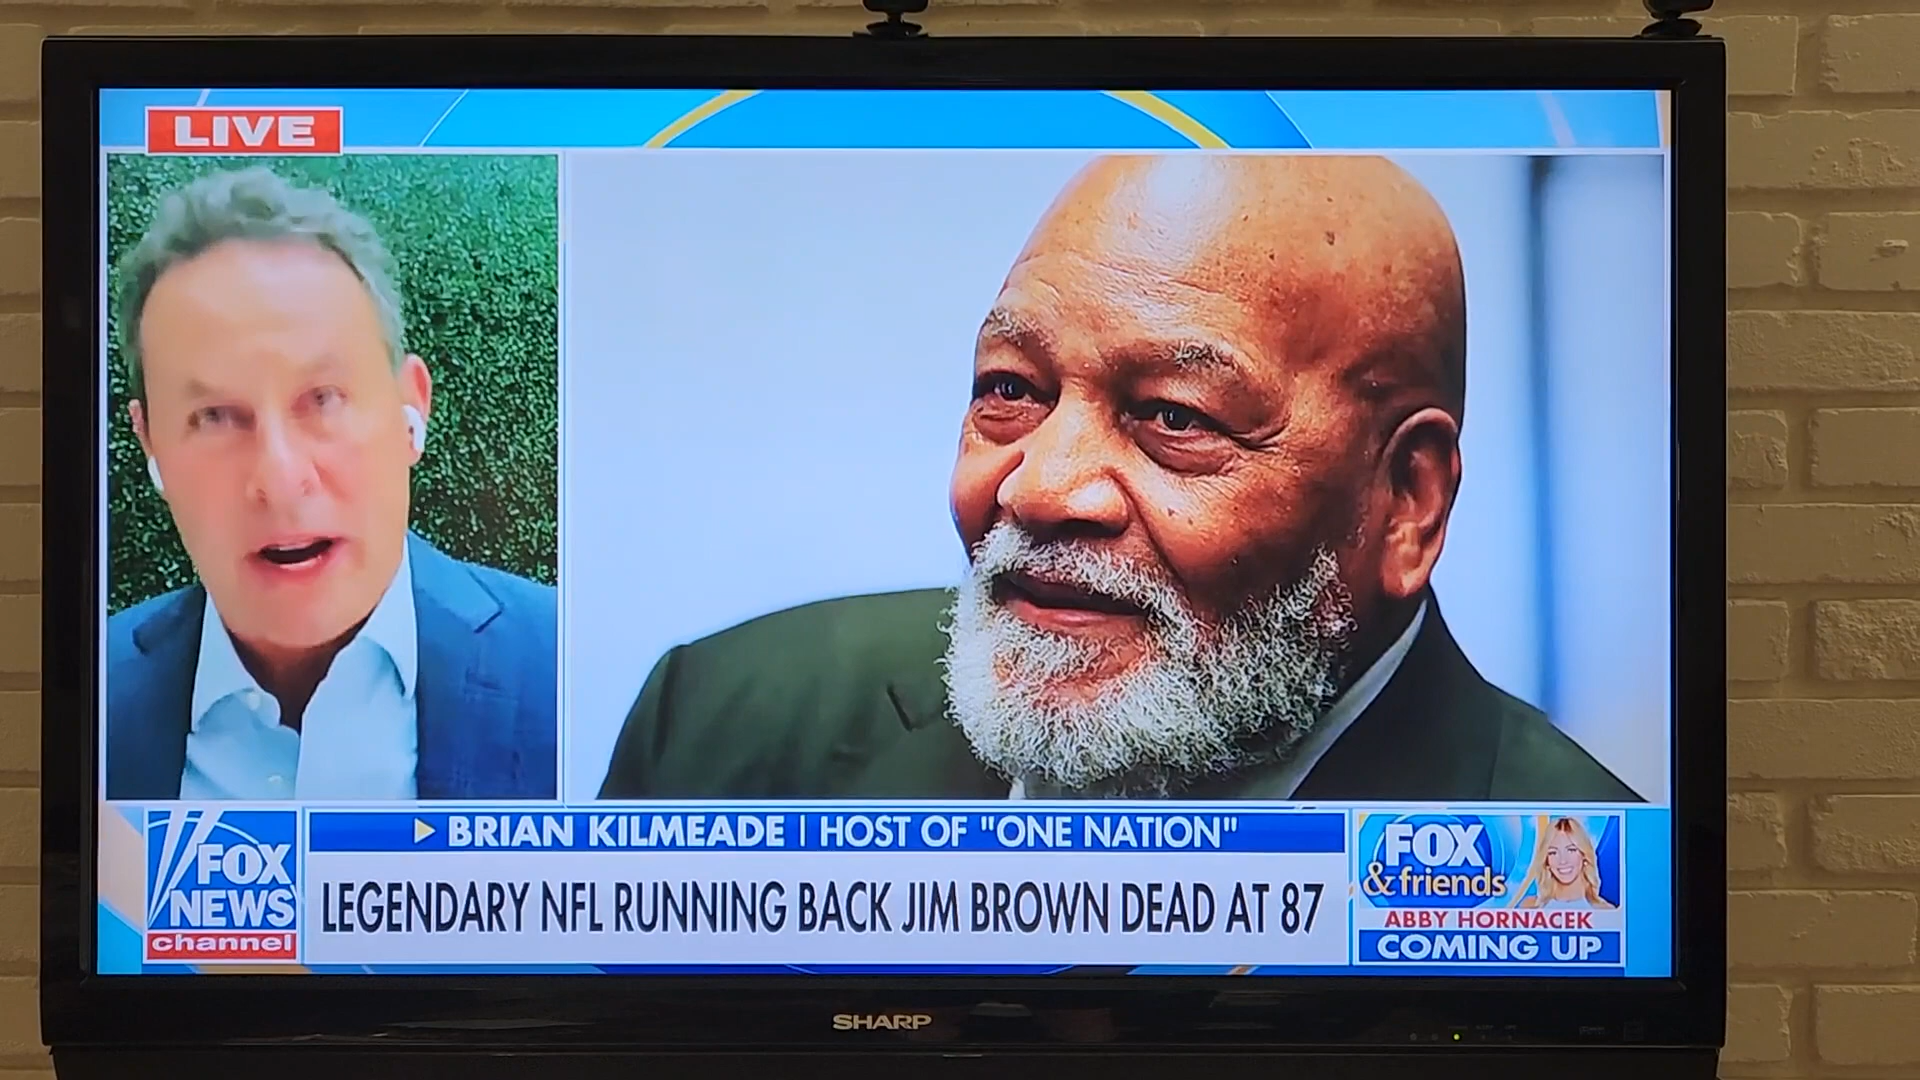 LIVE
▶ BRIAN KILMEADE | HOST OF "ONE NATION"
LEGENDARY NFL RUNNING BACK JIM BROWN DEAD AT 87
FOX
NEWS
channel
FOX
& friends
ABBY HORNACEK
COMING UP
SHARP